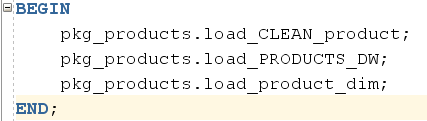 BEGIN
pkg_products.load_CLEAN_product;
pkg_products.load_PRODUCTS_DW;
pkg_products.load_product_dim;
END;